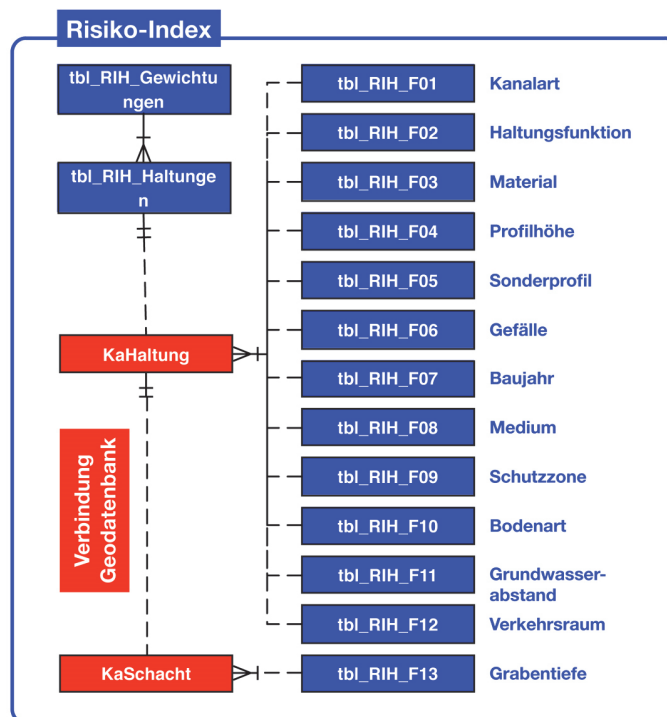 Risiko-Index
tbl_RIH_Gewichtu
ngen
tbl_RIH_Haltunge
n
KaHaltung
Verbindung
Geodatenbank
KaSchacht
tbl_RIH_F01 Kanalart
tbl_RIH_F02 Haltungsfunktion
tbl_RIH_F03 Material
tbl_RIH_F04 Profilhöhe
tbl_RIH_F05 Sonderprofil
tbl_RIH_F06 Gefälle
tbl_RIH_F07 Baujahr
tbl_RIH_F08 Medium
tbl_RIH_F09 Schutzzone
tbl_RIH_F10 Bodenart
tbl_RIH_F11 Grundwasser-
abstand
tbl_RIH_F12 Verkehrsraum
tbl_RIH_F13 Grabentiefe